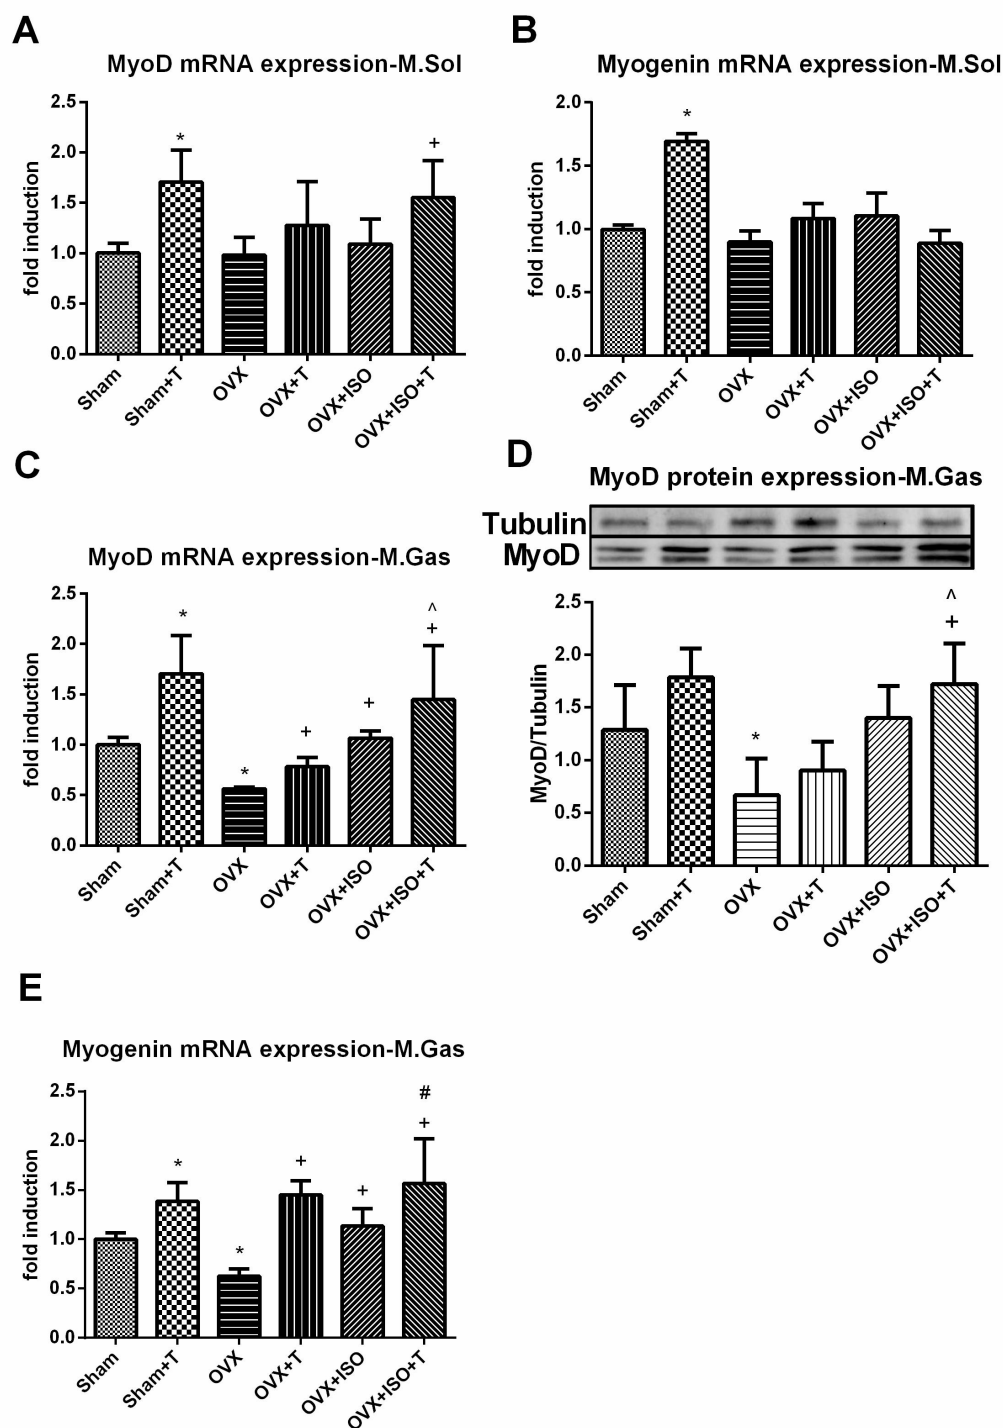 A
MyoD mRNA expression-M.Sol
fold induction
2.5
2.0
1.5
1.0
0.5
0.0
*
+
Sham
Sham+T
OVX
OVX+T
OVX+ISO
OVX+ISO+T
B
Myogenin mRNA expression-M.Sol
fold induction
2.0
1.5
1.0
0.5
0.0
*
Sham
Sham+T
OVX
OVX+T
OVX+ISO
OVX+ISO+T
C
MyoD mRNA expression-M.Gas
fold induction
2.5
2.0
1.5
1.0
0.5
0.0
*
*
+
+
^
+
Sham
Sham+T
OVX
OVX+T
OVX+ISO
OVX+ISO+T
D
MyoD protein expression-M.Gas
Tubulin
MyoD
MyoD/Tubulin
2.5
2.0
1.5
1.0
0.5
0.0
*
^
+
Sham
Sham+T
OVX
OVX+T
OVX+ISO
OVX+ISO+T
E
Myogenin mRNA expression-M.Gas
fold induction
2.5
2.0
1.5
1.0
0.5
0.0
*
*
+
+
#
+
Sham
Sham+T
OVX
OVX+T
OVX+ISO
OVX+ISO+T